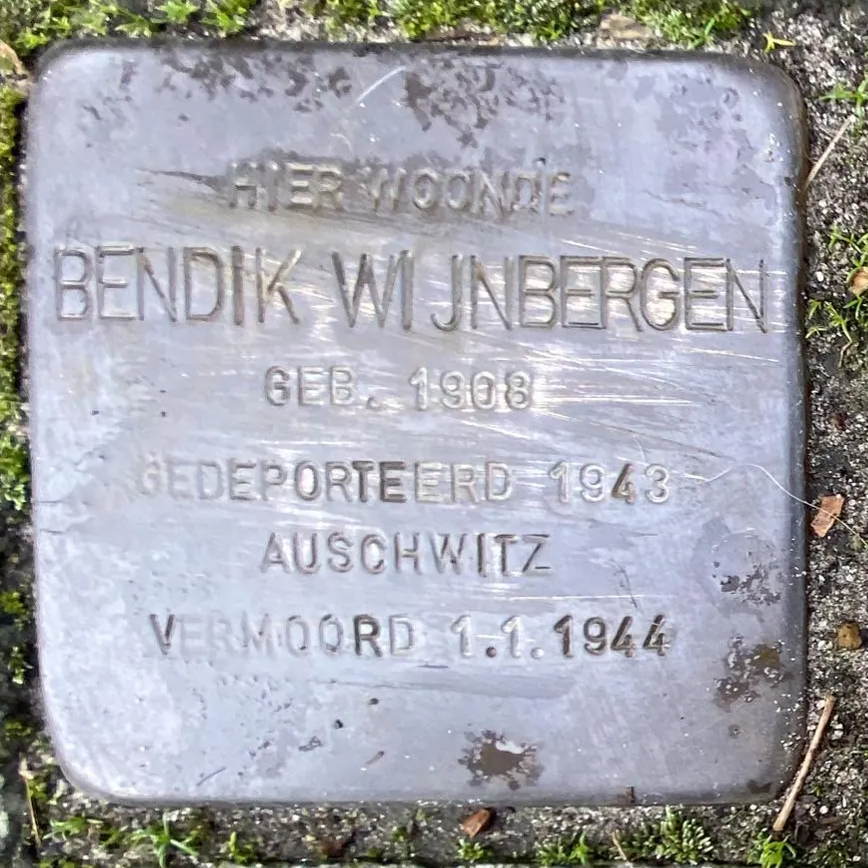 HIER WOONDE
BENDIK WIJNBERGEN
GEB. 1908
GEDEPORTEERD 1943
AUSCHWITZ
VERMOORD 1.1.1944